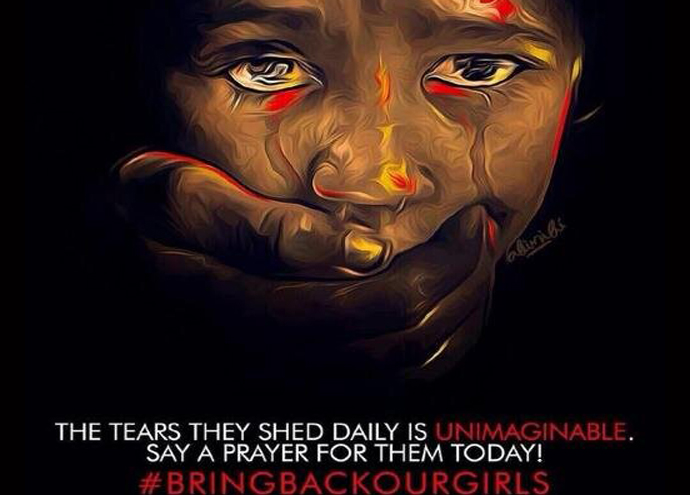 THE TEARS THEY SHED DAILY IS UNIMAGINABLE.
SAY A PRAYER FOR THEM TODAY!
#BRINGBACKOURGIRLS